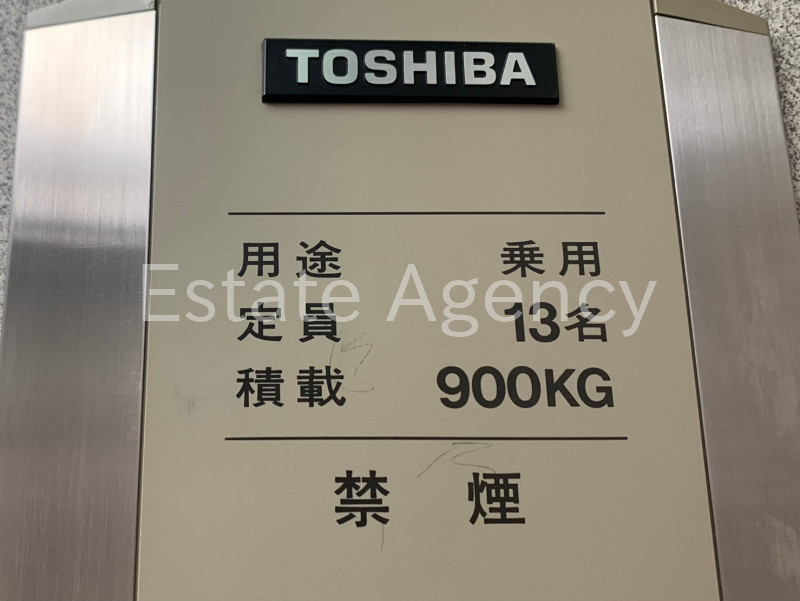 TOSHIBA
用途 乗用
Estate Agency
定員 13名
積載 900KG
禁煙